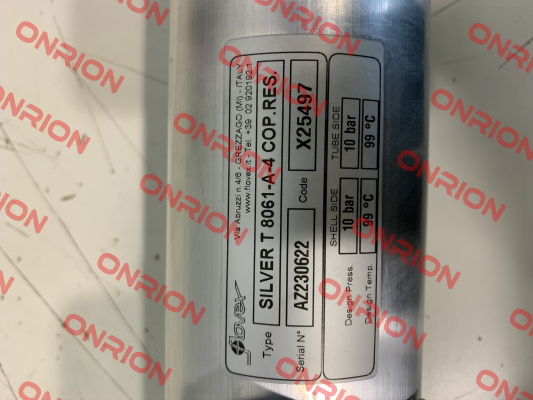 flovex
Via Abruzzi n.4/6 - GREZZAGO (MI) - ITALY
www.flovex.it - Tel. +39 02 9201921
Type SILVER T 8061-A-4 COP.RES.
Serial N° AZ230622 Code X25497
SHELL SIDE TUBE SIDE
Design Press. 10 bar 10 bar
Design Temp. 99 °C 99 °C
ONRION
ONRION
ONRION
ONRION
ONRION
ONRION
ONRION
ONRION
ONRION
ONRION
ONRION
ONRION
ONRION